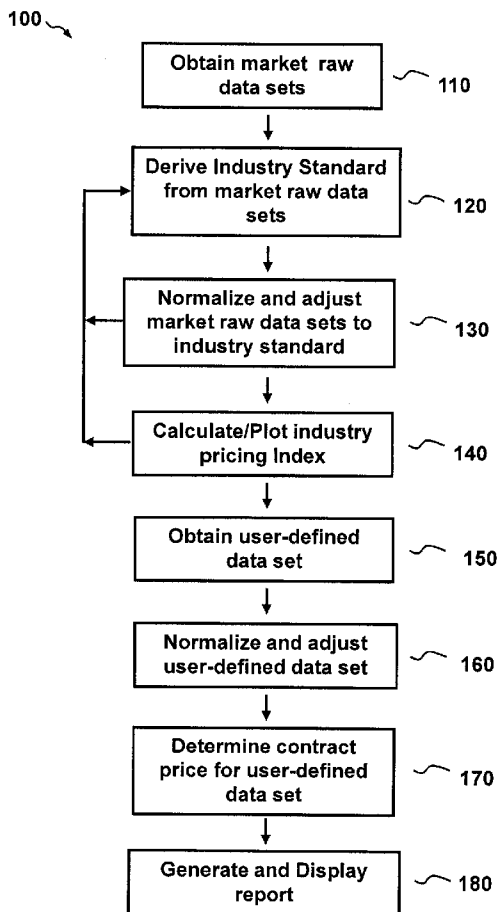 100
Obtain market raw
data sets
110
Derive Industry Standard
from market raw data
sets
120
Normalize and adjust
market raw data sets to
industry standard
130
Calculate/Plot industry
pricing Index
140
Obtain user-defined
data set
150
Normalize and adjust
user-defined data set
160
Determine contract
price for user-defined
data set
170
Generate and Display
report
180